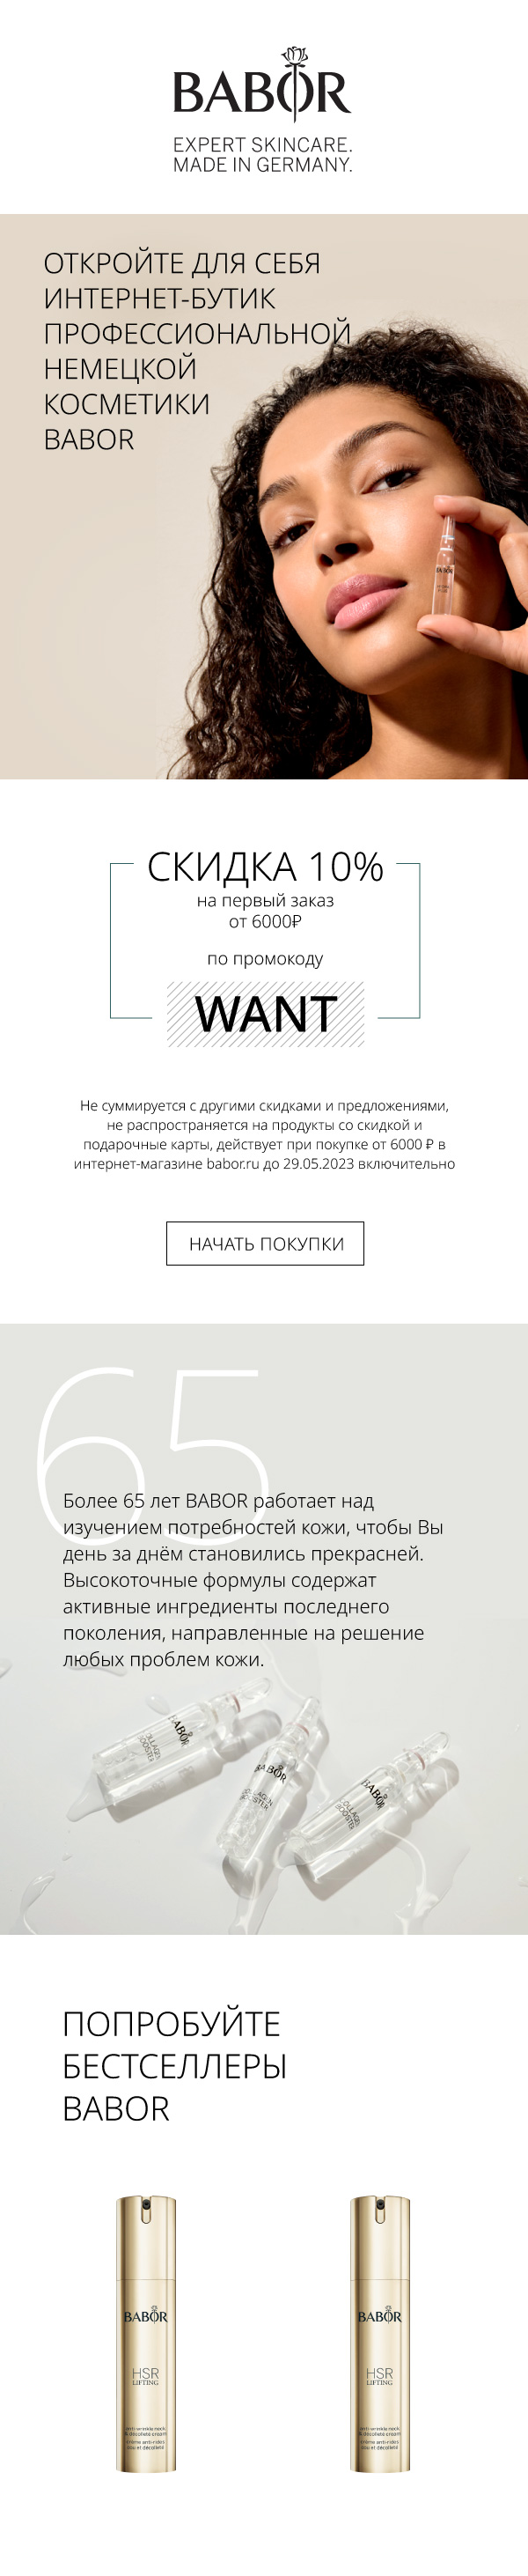 BABOR
EXPERT SKINCARE.
MADE IN GERMANY.
ОТКРОЙТЕ ДЛЯ СЕБЯ
ИНТЕРНЕТ-БУТИК
ПРОФЕССИОНАЛЬНОЙ
НЕМЕЦКОЙ
КОСМЕТИКИ
BABOR
BABOR
СКИДКА 10%
на первый заказ
от 6000₽
по промокоду
WANT
Не суммируется с другими скидками и предложениями,
не распространяется на продукты со скидкой и
подарочные карты, действует при покупке от 6000 ₽ в
интернет-магазине babor.ru до 29.05.2023 включительно
НАЧАТЬ ПОКУПКИ
65
Более 65 лет BABOR работает над
изучением потребностей кожи, чтобы Вы
день за днём становились прекрасней.
Высокоточные формулы содержат
активные ингредиенты последнего
поколения, направленные на решение
любых проблем кожи.
BABOR
COLLAGEN
BOOSTER
BABOR
COLLAGEN
BOOSTER
BABOR
COLLAGEN
BOOSTER
ПОПРОБУЙТЕ
БЕСТСЕЛЛЕРЫ
BABOR
BABOR
HSR
LIFTING
anti-wrinkle neck
& décolleté cream
crème anti-rides
cou et décolleté
BABOR
HSR
LIFTING
anti-wrinkle neck
& décolleté cream
crème anti-rides
cou et décolleté